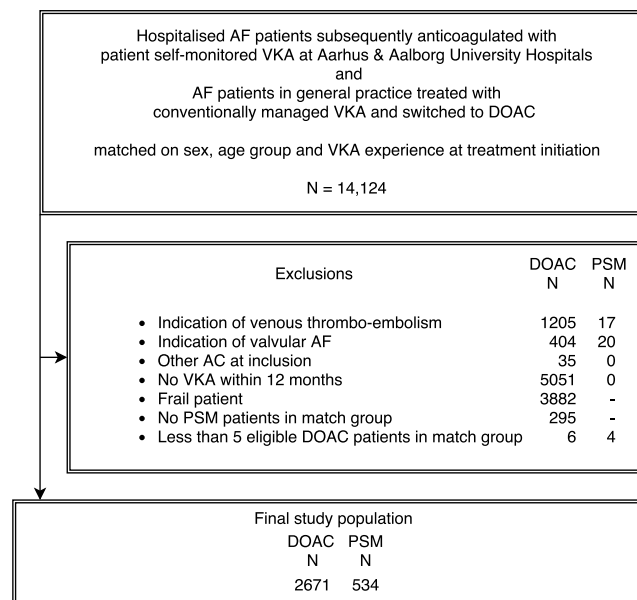 Hospitalised AF patients subsequently anticoagulated with
patient self-monitored VKA at Aarhus & Aalborg University Hospitals
and
AF patients in general practice treated with
conventionally managed VKA and switched to DOAC
matched on sex, age group and VKA experience at treatment initiation
N = 14,124
Exclusions DOAC PSM
N N
• Indication of venous thrombo-embolism 1205 17
• Indication of valvular AF 404 20
• Other AC at inclusion 35 0
• No VKA within 12 months 5051 0
• Frail patient 3882 -
• No PSM patients in match group 295 -
• Less than 5 eligible DOAC patients in match group 6 4
Final study population
DOAC PSM
N N
2671 534